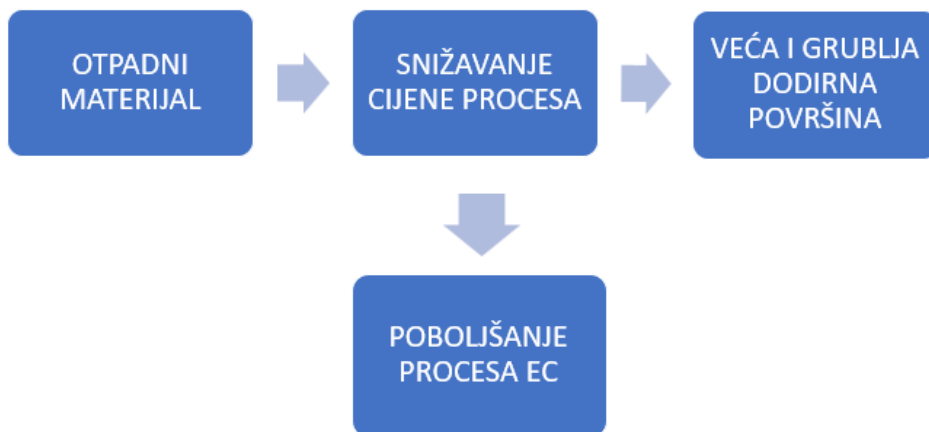 OTPADNI
MATERIJAL
SNIŽAVANJE
CIJENE PROCESA
VEĆA I GRUBLJA
DODIRNA
POVRŠINA
POBOLJŠANJE
PROCESA EC